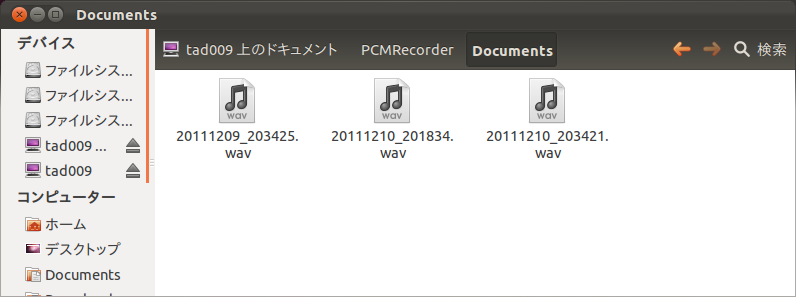 Documents
デバイス
ファイルシス...
ファイルシス...
ファイルシス...
tad009 ...
tad009
コンピューター
ホーム
デスクトップ
Documents
tad009 上のドキュメント
PCMRecorder
Documents
検索
wav
20111209_203425.
wav
wav
20111210_201834.
wav
wav
20111210_203421.
wav